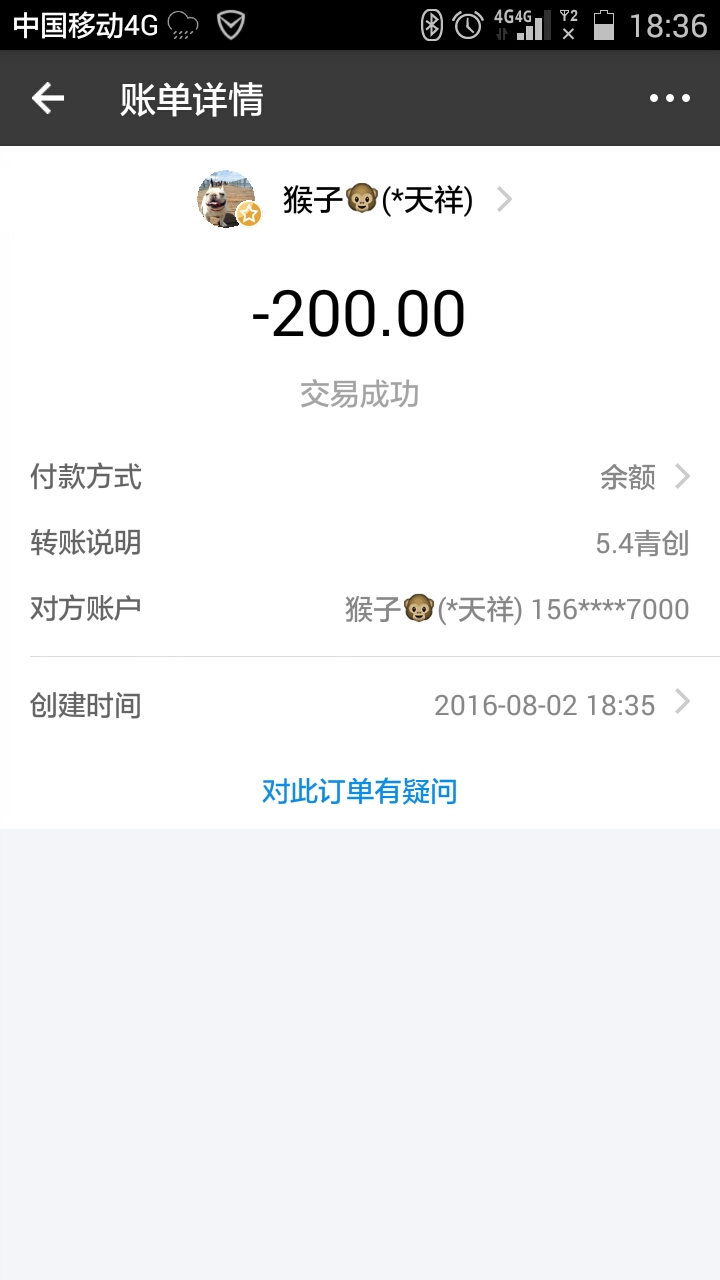 中国移动4G 4G4G 2 18:36
账单详情
猴子🐵(*天祥)
-200.00
交易成功
付款方式 余额
转账说明 5.4青创
对方账户 猴子🐵(*天祥) 156****7000
创建时间 2016-08-02 18:35
对此订单有疑问